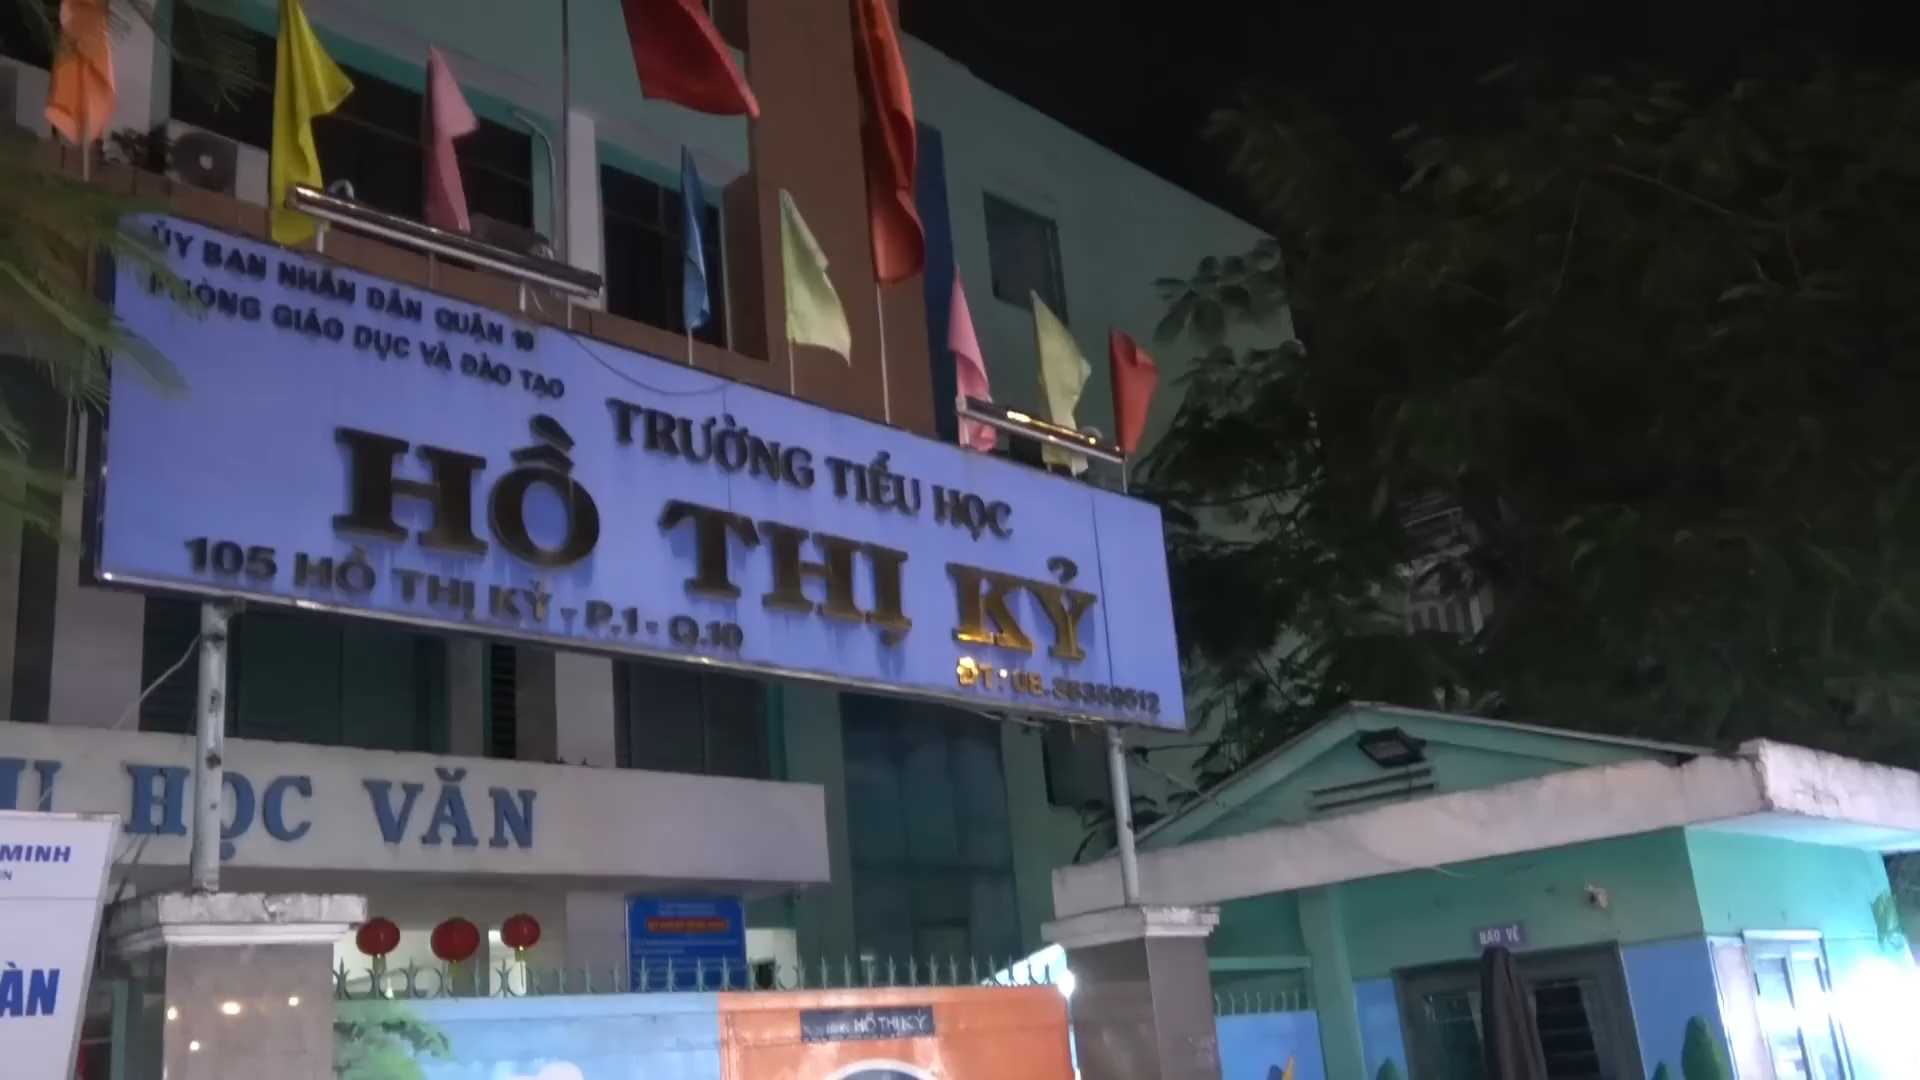 ỦY BAN NHÂN DÂN QUẬN 10
PHÒNG GIÁO DỤC VÀ ĐÀO TẠO
TRƯỜNG TIỂU HỌC
HỒ THỊ KỶ
105 HỒ THỊ KỶ - P.1 - Q.10
ĐT: 08.38359612
HỌC VĂN
MINH
ÀN
BẢO VỆ
HỒ THỊ KỶ